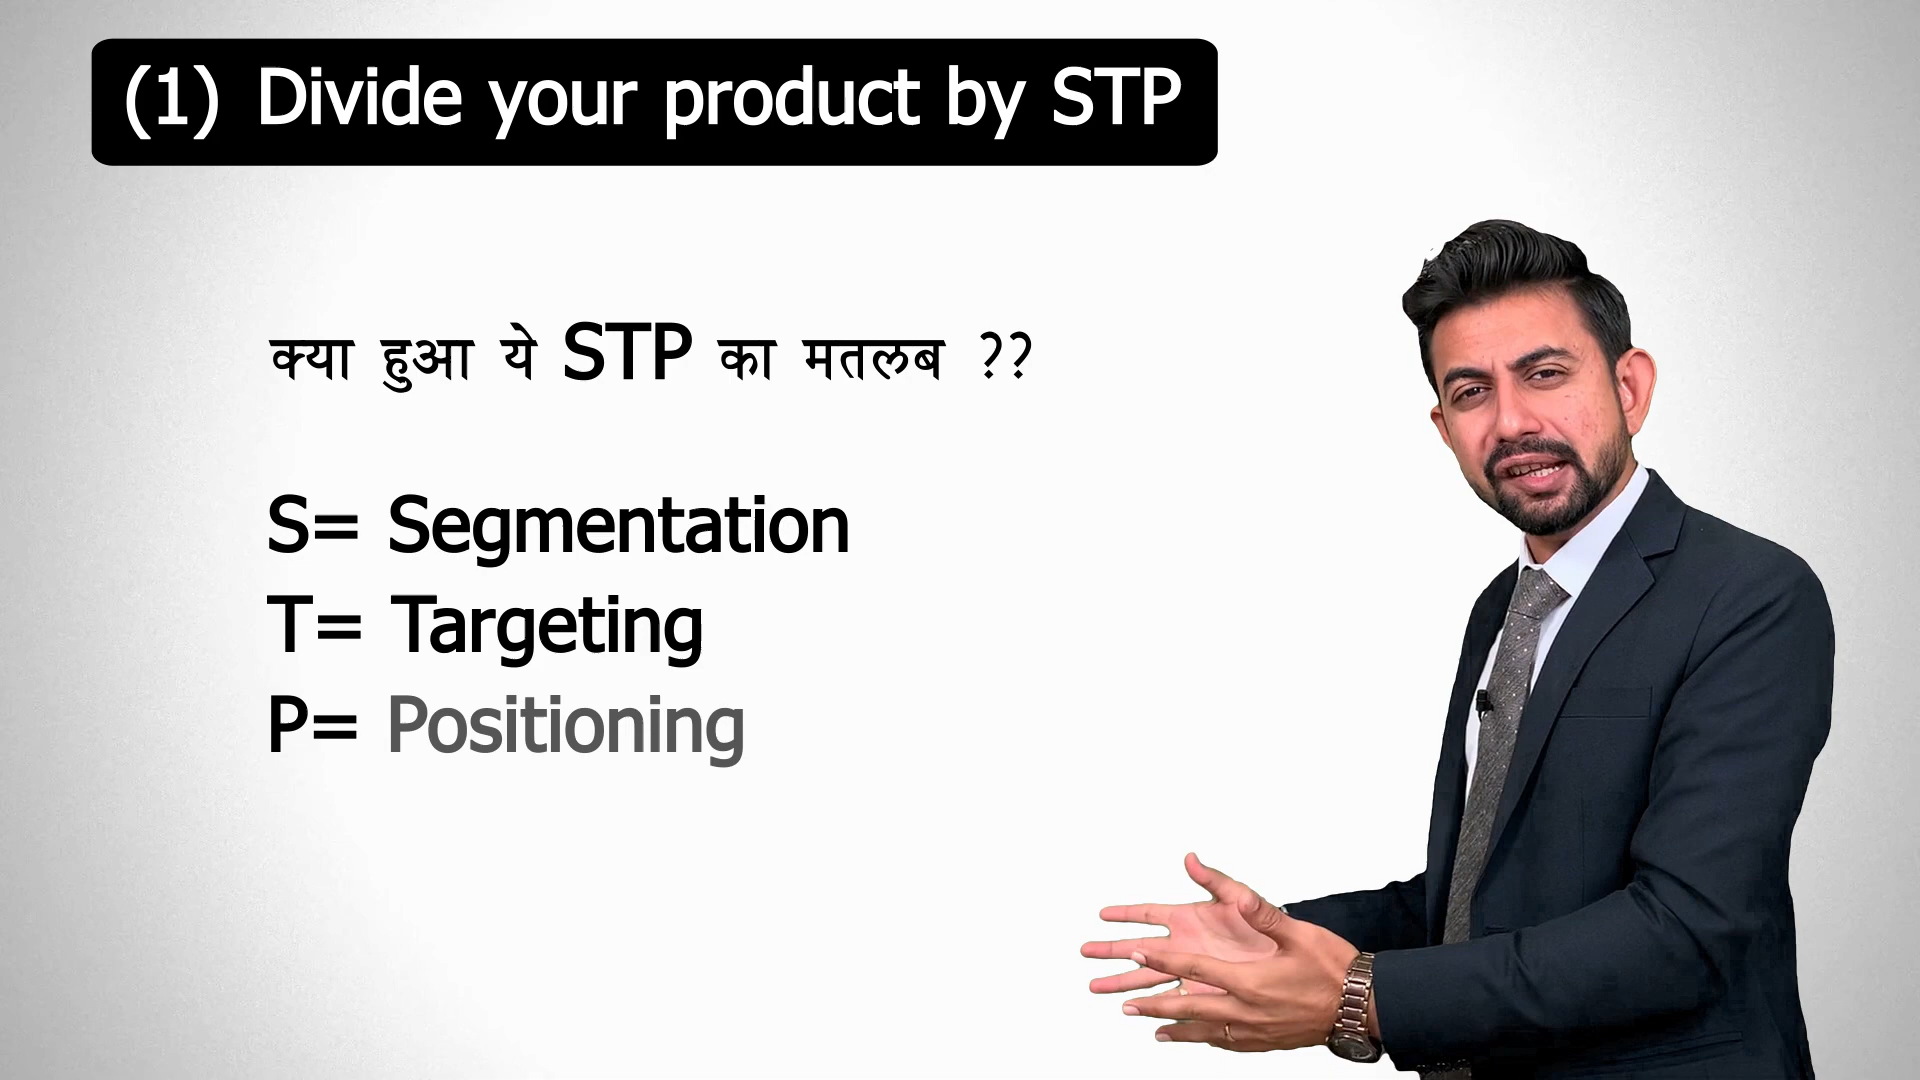 (1) Divide your product by STP
क्या हुआ ये STP का मतलब ??
S= Segmentation
T= Targeting
P= Positioning